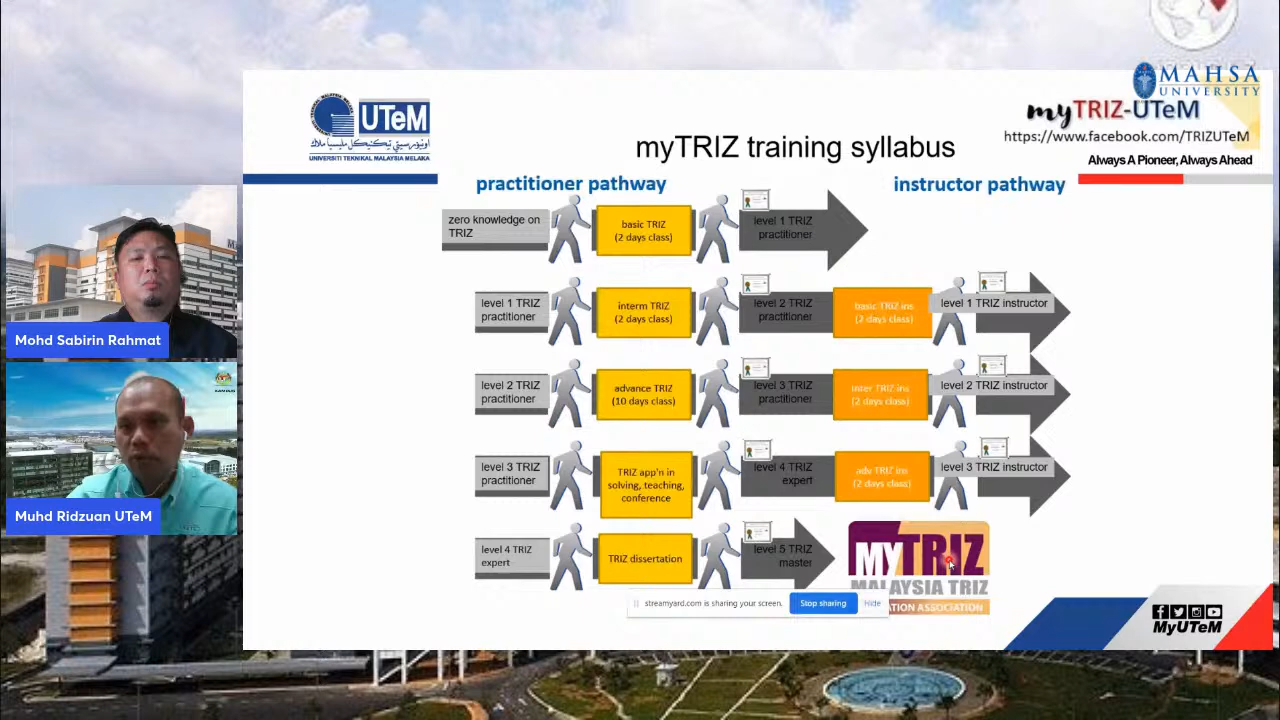 MAHSA
UNIVERSITY
UTeM
اونيۏرسيتي تيكنيكل مليسيا ملاك
UNIVERSITI TEKNIKAL MALAYSIA MELAKA
myTRIZ-UTeM
https://www.facebook.com/TRIZUTeM
Always A Pioneer, Always Ahead
myTRIZ training syllabus
practitioner pathway
instructor pathway
zero knowledge on
TRIZ
basic TRIZ
(2 days class)
level 1 TRIZ
practitioner
level 1 TRIZ
practitioner
interm TRIZ
(2 days class)
level 2 TRIZ
practitioner
basic TRIZ ins
(2 days class)
level 1 TRIZ instructor
level 2 TRIZ
practitioner
advance TRIZ
(10 days class)
level 3 TRIZ
practitioner
inter TRIZ ins
(2 days class)
level 2 TRIZ instructor
level 3 TRIZ
practitioner
TRIZ app'n in
solving, teaching,
conference
level 4 TRIZ
expert
adv TRIZ ins
(2 days class)
level 3 TRIZ instructor
level 4 TRIZ
expert
TRIZ dissertation
level 5 TRIZ
master
MYTRIZ
MALAYSIA TRIZ
ATION ASSOCIATION
streamyard.com is sharing your screen.
Stop sharing
Hide
MyUTeM
Mohd Sabirin Rahmat
Muhd Ridzuan UTeM